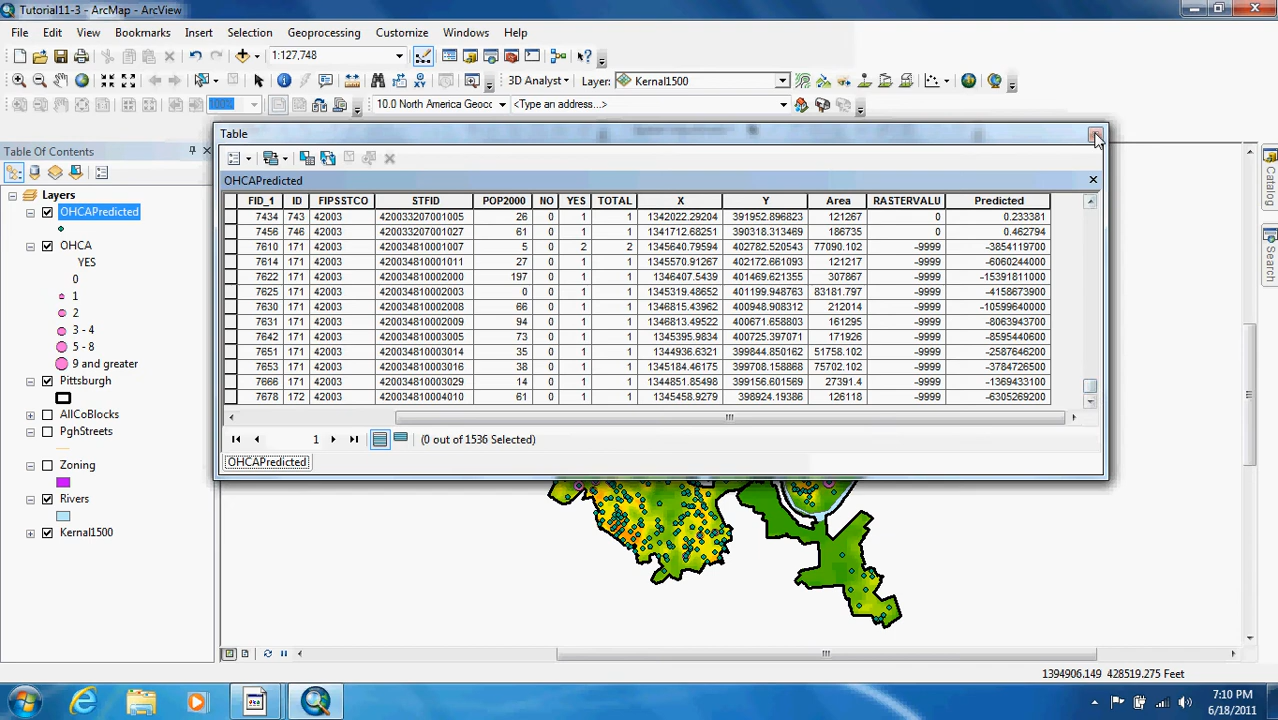 Tutorial11-3 - ArcMap - ArcView
File Edit View Bookmarks Insert Selection Geoprocessing Customize Windows Help
1:127,748
3D Analyst Layer: Kernal1500
100% 10.0 North America Geocc <Type an address...>
Table Of Contents
Layers
OHCAPredicted
OHCA
YES
0
1
2
3 - 4
5 - 8
9 and greater
Pittsburgh
AllCoBlocks
PghStreets
Zoning
Rivers
Kernal1500
Table
OHCAPredicted
FID_1 ID FIPSSTCO STFID POP2000 NO YES TOTAL X Y Area RASTERVALU Predicted
7434 743 42003 420033207001005 26 0 1 1 1342022.29204 391952.896823 121267 0 0.233381
7456 746 42003 420033207001027 61 0 1 1 1341712.68251 390318.313469 186735 0 0.462794
7610 171 42003 420034810001007 5 0 2 2 1345640.79594 402782.520543 77090.102 -9999 -3854119700
7614 171 42003 420034810001011 27 0 1 1 1345570.91267 402172.661093 121217 -9999 -6060244000
7622 171 42003 420034810002000 197 0 1 1 1346407.5439 401469.621355 307867 -9999 -15391811000
7625 171 42003 420034810002003 0 0 1 1 1345319.48652 401199.948763 83181.797 -9999 -4158673900
7630 171 42003 420034810002008 66 0 1 1 1346815.43962 400948.908312 212014 -9999 -10599640000
7631 171 42003 420034810002009 94 0 1 1 1346813.49522 400671.658803 161295 -9999 -8063943700
7642 171 42003 420034810003005 73 0 1 1 1345395.9834 400725.397071 171926 -9999 -8595440000
7651 171 42003 420034810003014 35 0 1 1 1344936.6321 399844.850162 51758.102 -9999 -2587646200
7653 171 42003 420034810003016 38 0 1 1 1345184.46175 399708.158868 75702.102 -9999 -3784726500
7666 171 42003 420034810003029 14 0 1 1 1344851.85498 399156.601569 27391.4 -9999 -1369433100
7678 172 42003 420034810004010 61 0 1 1 1345458.9279 398924.19386 126118 -9999 -6305269200
1 (0 out of 1536 Selected)
OHCAPredicted
Catalog
Search
1394906.149 428519.275 Feet
7:10 PM
6/18/2011